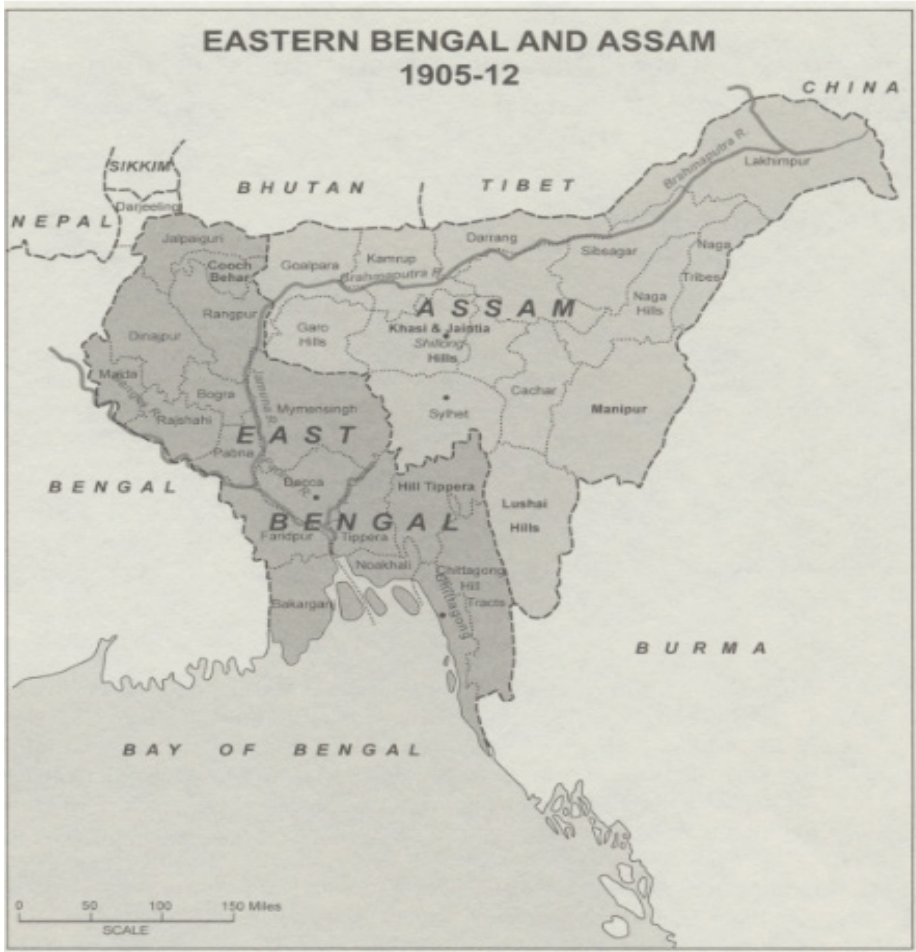 EASTERN BENGAL AND ASSAM
1905-12
CHINA
SIKKIM
BHUTAN
TIBET
Brahmaputra R.
Lakhimpur
Darjeeling
NEPAL
Jalpaiguri
Cooch
Behar
Goalpara
Kamrup
Darrang
Sibsagar
Naga
Tribes
Brahmaputra R.
Rangpur
ASSAM
Naga
Hills
Garo
Hills
Khasi & Jaintia
Shillong
Hills
Dinajpur
Malda
Ganges R.
Bogra
Jamuna R.
Mymensingh
Cachar
Manipur
Sylhet
Rajshahi
EAST
Pabna
BENGAL
Dacca
Hill Tippera
Lushai
Hills
BENGAL
Faridpur
Tippera
Noakhali
Chittagong
Hill
Tracts
Chittagong
Bakarganj
BURMA
BAY OF BENGAL
0 50 100 150 Miles
SCALE